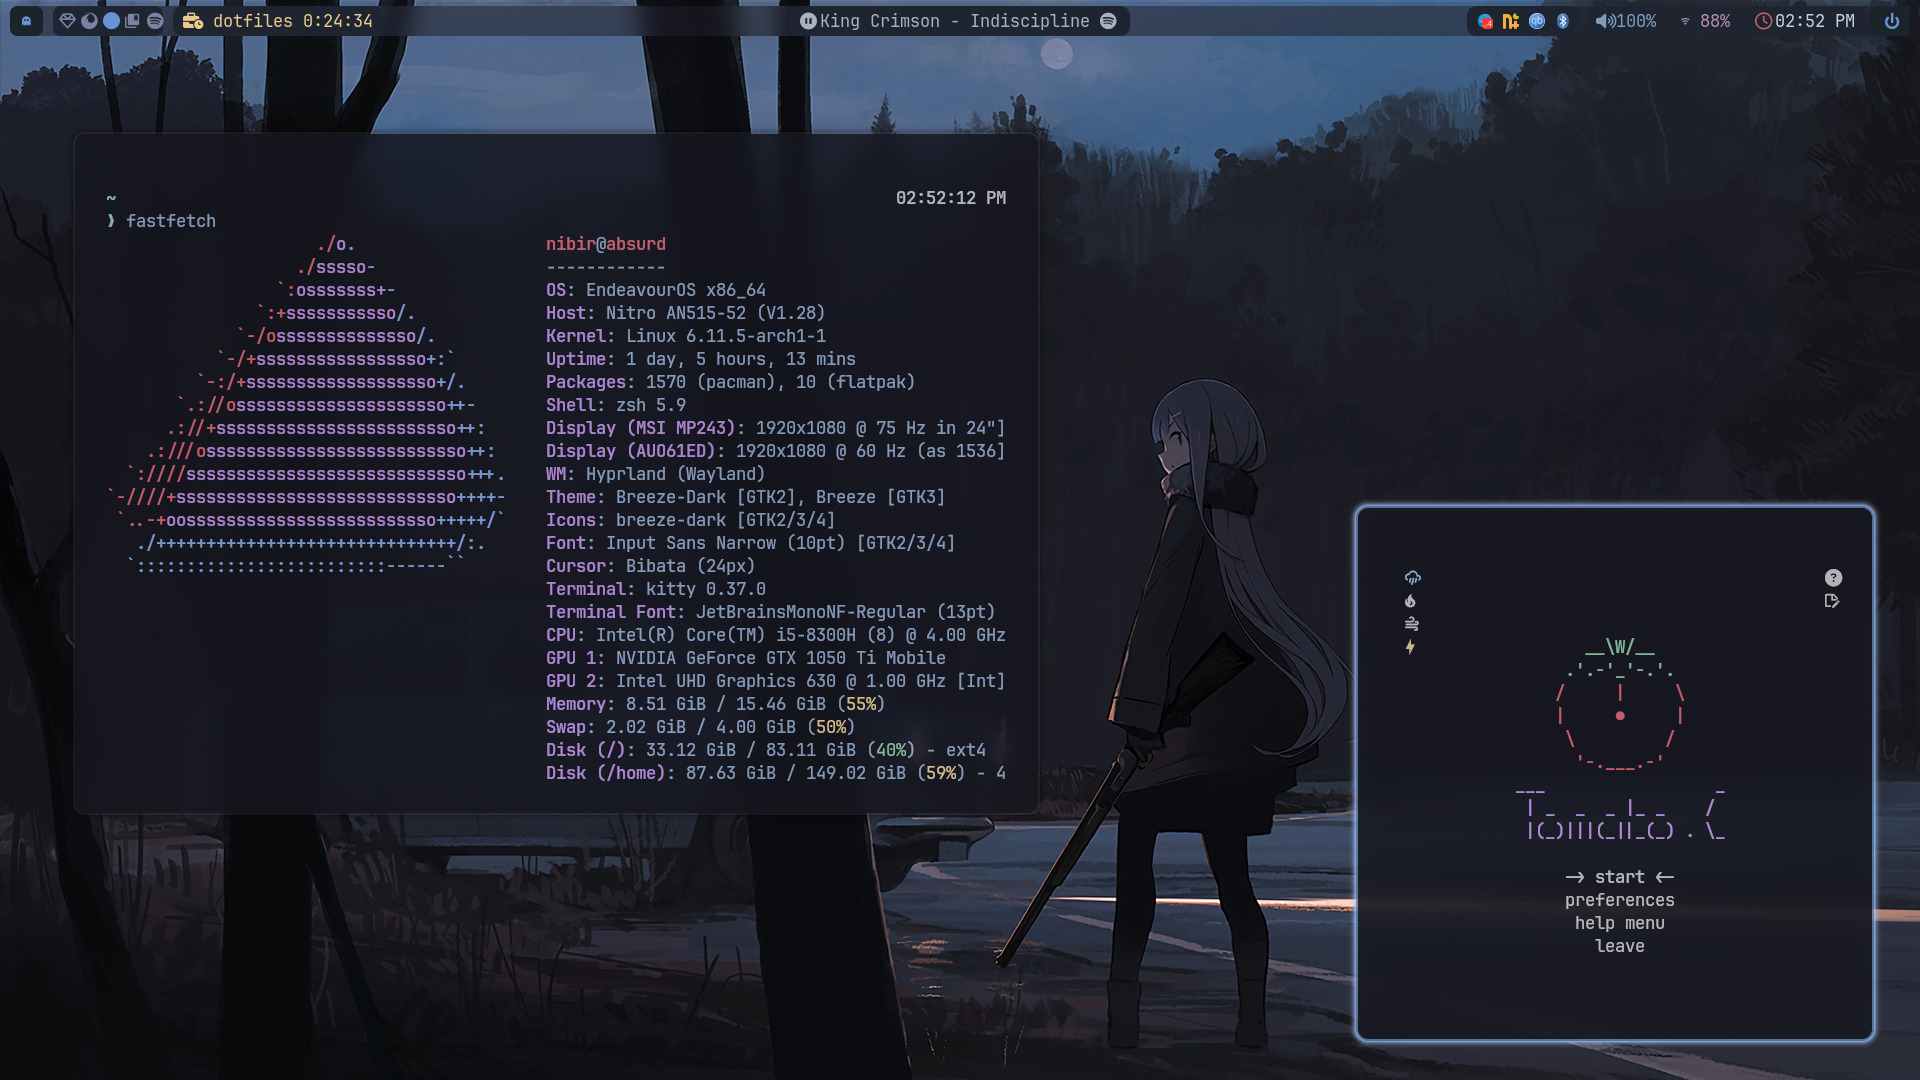 dotfiles 0:24:34
King Crimson - Indiscipline
100%
88%
02:52 PM
~
02:52:12 PM
❯ fastfetch
./o.
./sssso-
`:osssssss+-
`:+sssssssssso/.
`-/ossssssssssssso/.
`-/+sssssssssssssssso+:`
`-:/+sssssssssssssssssso+/.
`.://osssssssssssssssssssso++-
.://+ssssssssssssssssssssssso++:
.:///ossssssssssssssssssssssssso++:
`:////ssssssssssssssssssssssssssso+++.
`-////+ssssssssssssssssssssssssssso++++-
`..-+oosssssssssssssssssssssssso+++++/`
./++++++++++++++++++++++++++++++/:.
`:::::::::::::::::::::::::------``
nibir@absurd
------------
OS: EndeavourOS x86_64
Host: Nitro AN515-52 (V1.28)
Kernel: Linux 6.11.5-arch1-1
Uptime: 1 day, 5 hours, 13 mins
Packages: 1570 (pacman), 10 (flatpak)
Shell: zsh 5.9
Display (MSI MP243): 1920x1080 @ 75 Hz in 24"]
Display (AUO61ED): 1920x1080 @ 60 Hz (as 1536]
WM: Hyprland (Wayland)
Theme: Breeze-Dark [GTK2], Breeze [GTK3]
Icons: breeze-dark [GTK2/3/4]
Font: Input Sans Narrow (10pt) [GTK2/3/4]
Cursor: Bibata (24px)
Terminal: kitty 0.37.0
Terminal Font: JetBrainsMonoNF-Regular (13pt)
CPU: Intel(R) Core(TM) i5-8300H (8) @ 4.00 GHz
GPU 1: NVIDIA GeForce GTX 1050 Ti Mobile
GPU 2: Intel UHD Graphics 630 @ 1.00 GHz [Int]
Memory: 8.51 GiB / 15.46 GiB (55%)
Swap: 2.02 GiB / 4.00 GiB (50%)
Disk (/): 33.12 GiB / 83.11 GiB (40%) - ext4
Disk (/home): 87.63 GiB / 149.02 GiB (59%) - 4
-> start <-
preferences
help menu
leave